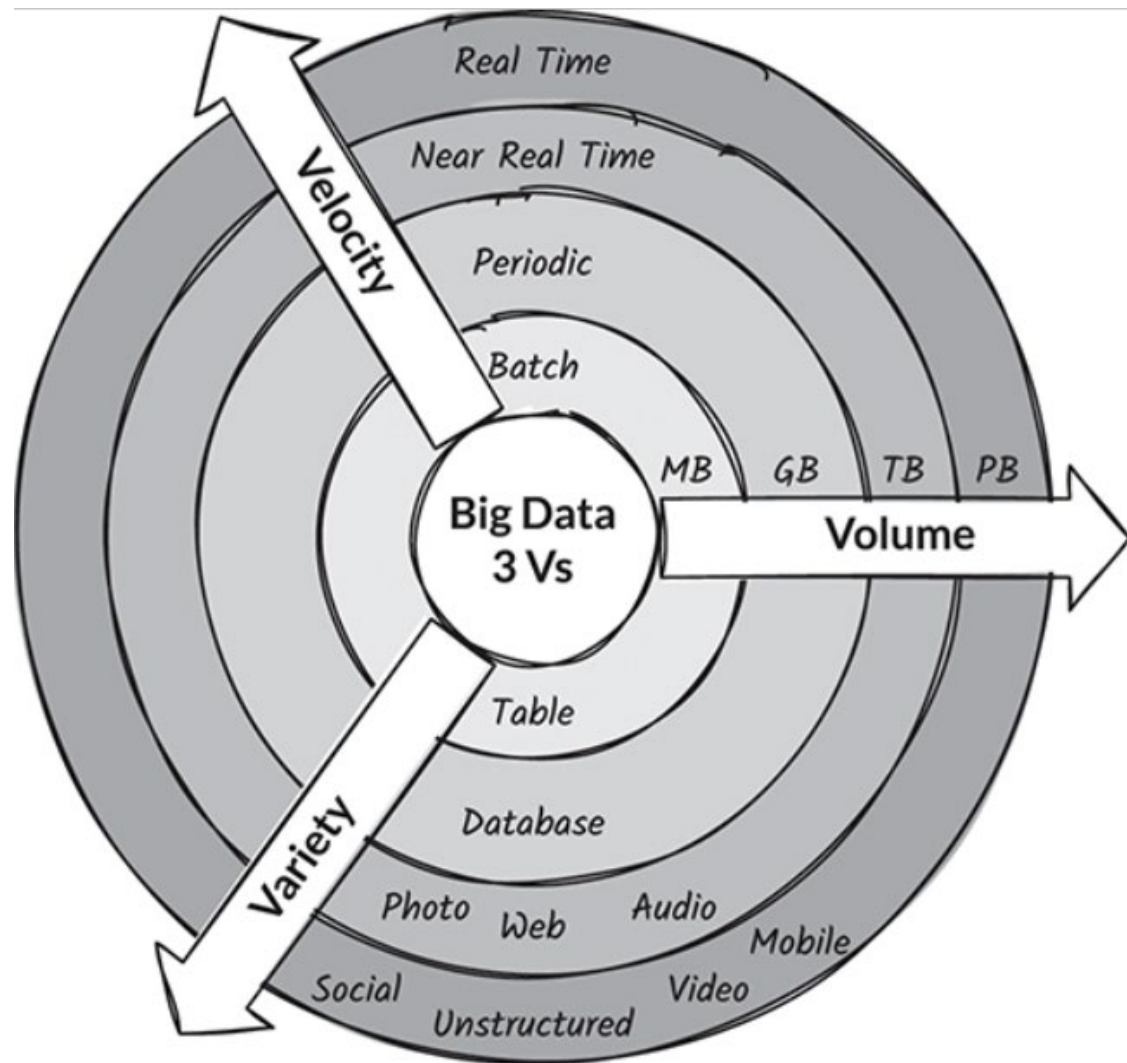 Real Time
Near Real Time
Velocity
Periodic
Batch
MB GB TB PB
Big Data
3 Vs
Volume
Table
Database
Variety
Photo Web Audio
Mobile
Social Video
Unstructured